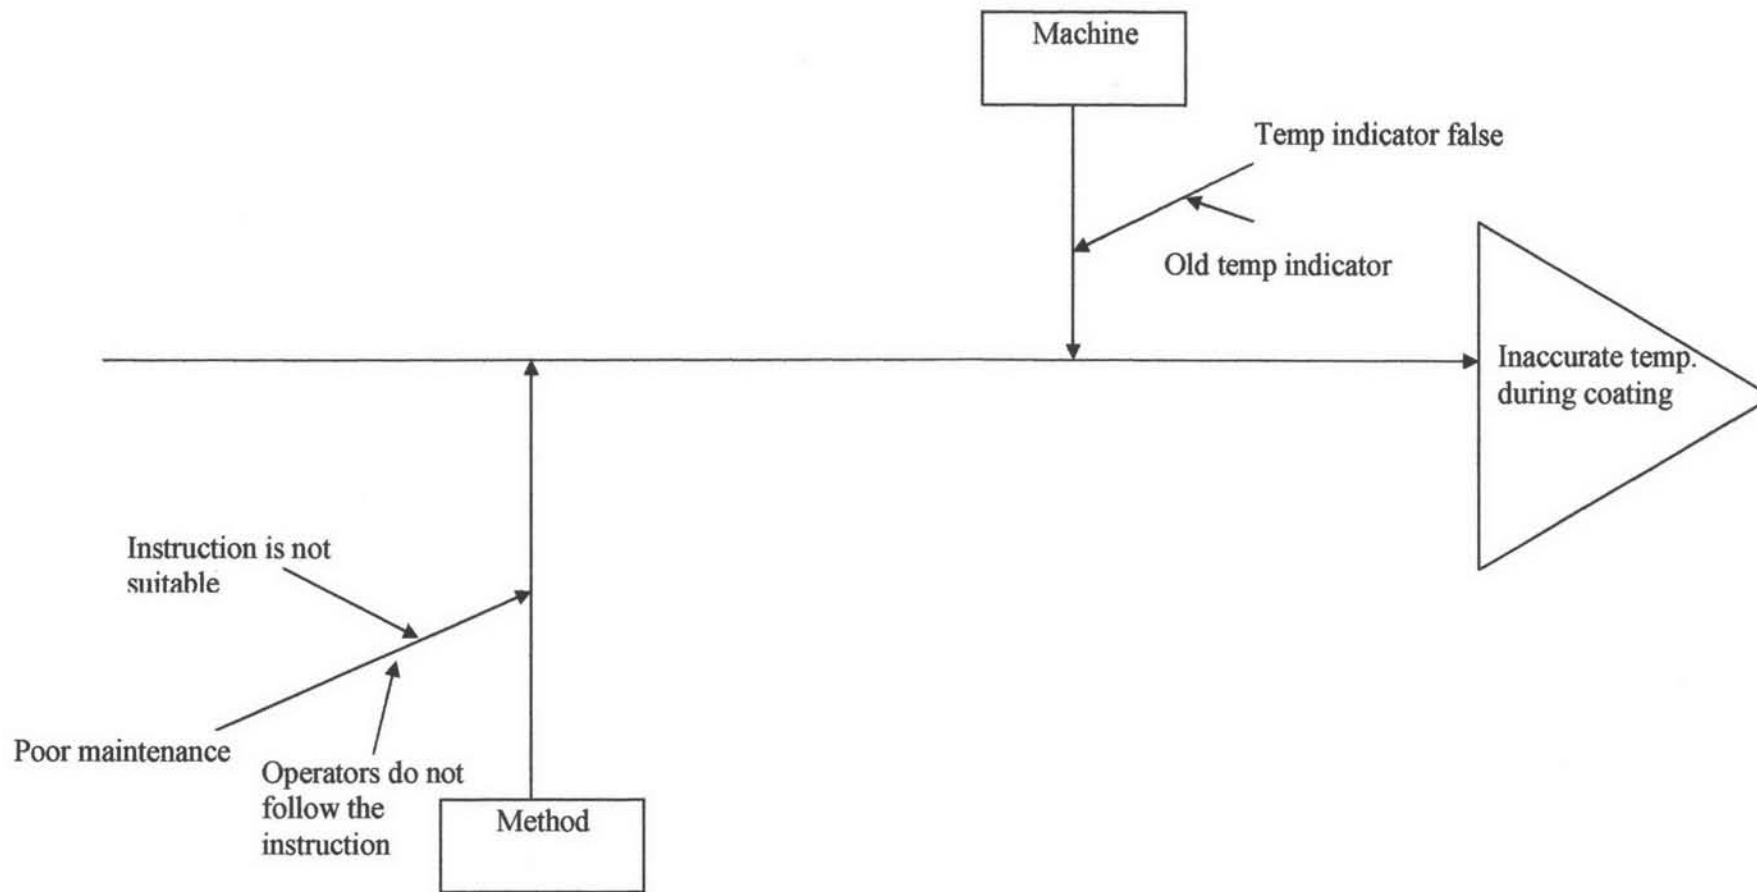 Machine
Temp indicator false
Old temp indicator
Inaccurate temp.
during coating
Instruction is not
suitable
Poor maintenance
Operators do not
follow the
instruction
Method